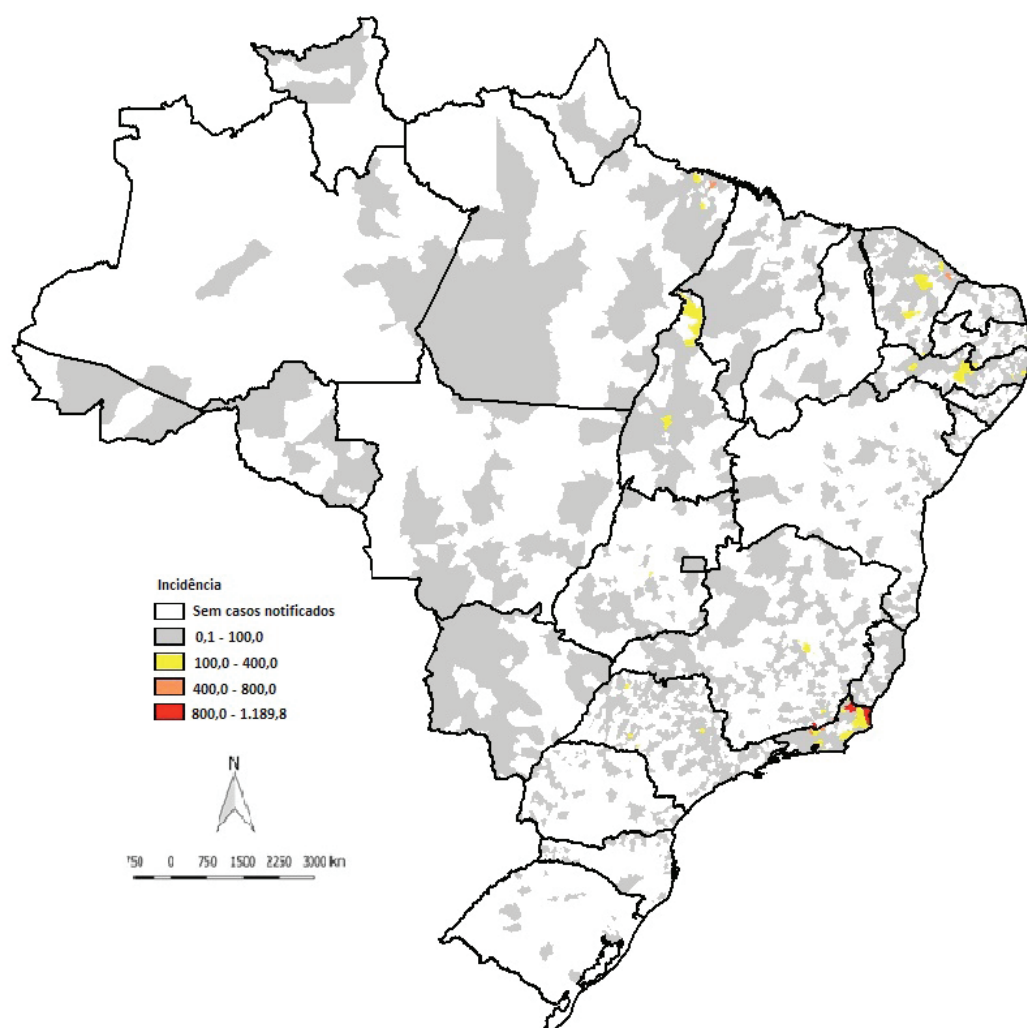 Incidência
Sem casos notificados
0,1 - 100,0
100,0 - 400,0
400,0 - 800,0
800,0 - 1.189,8
N
750 0 750 1500 2250 3000 km